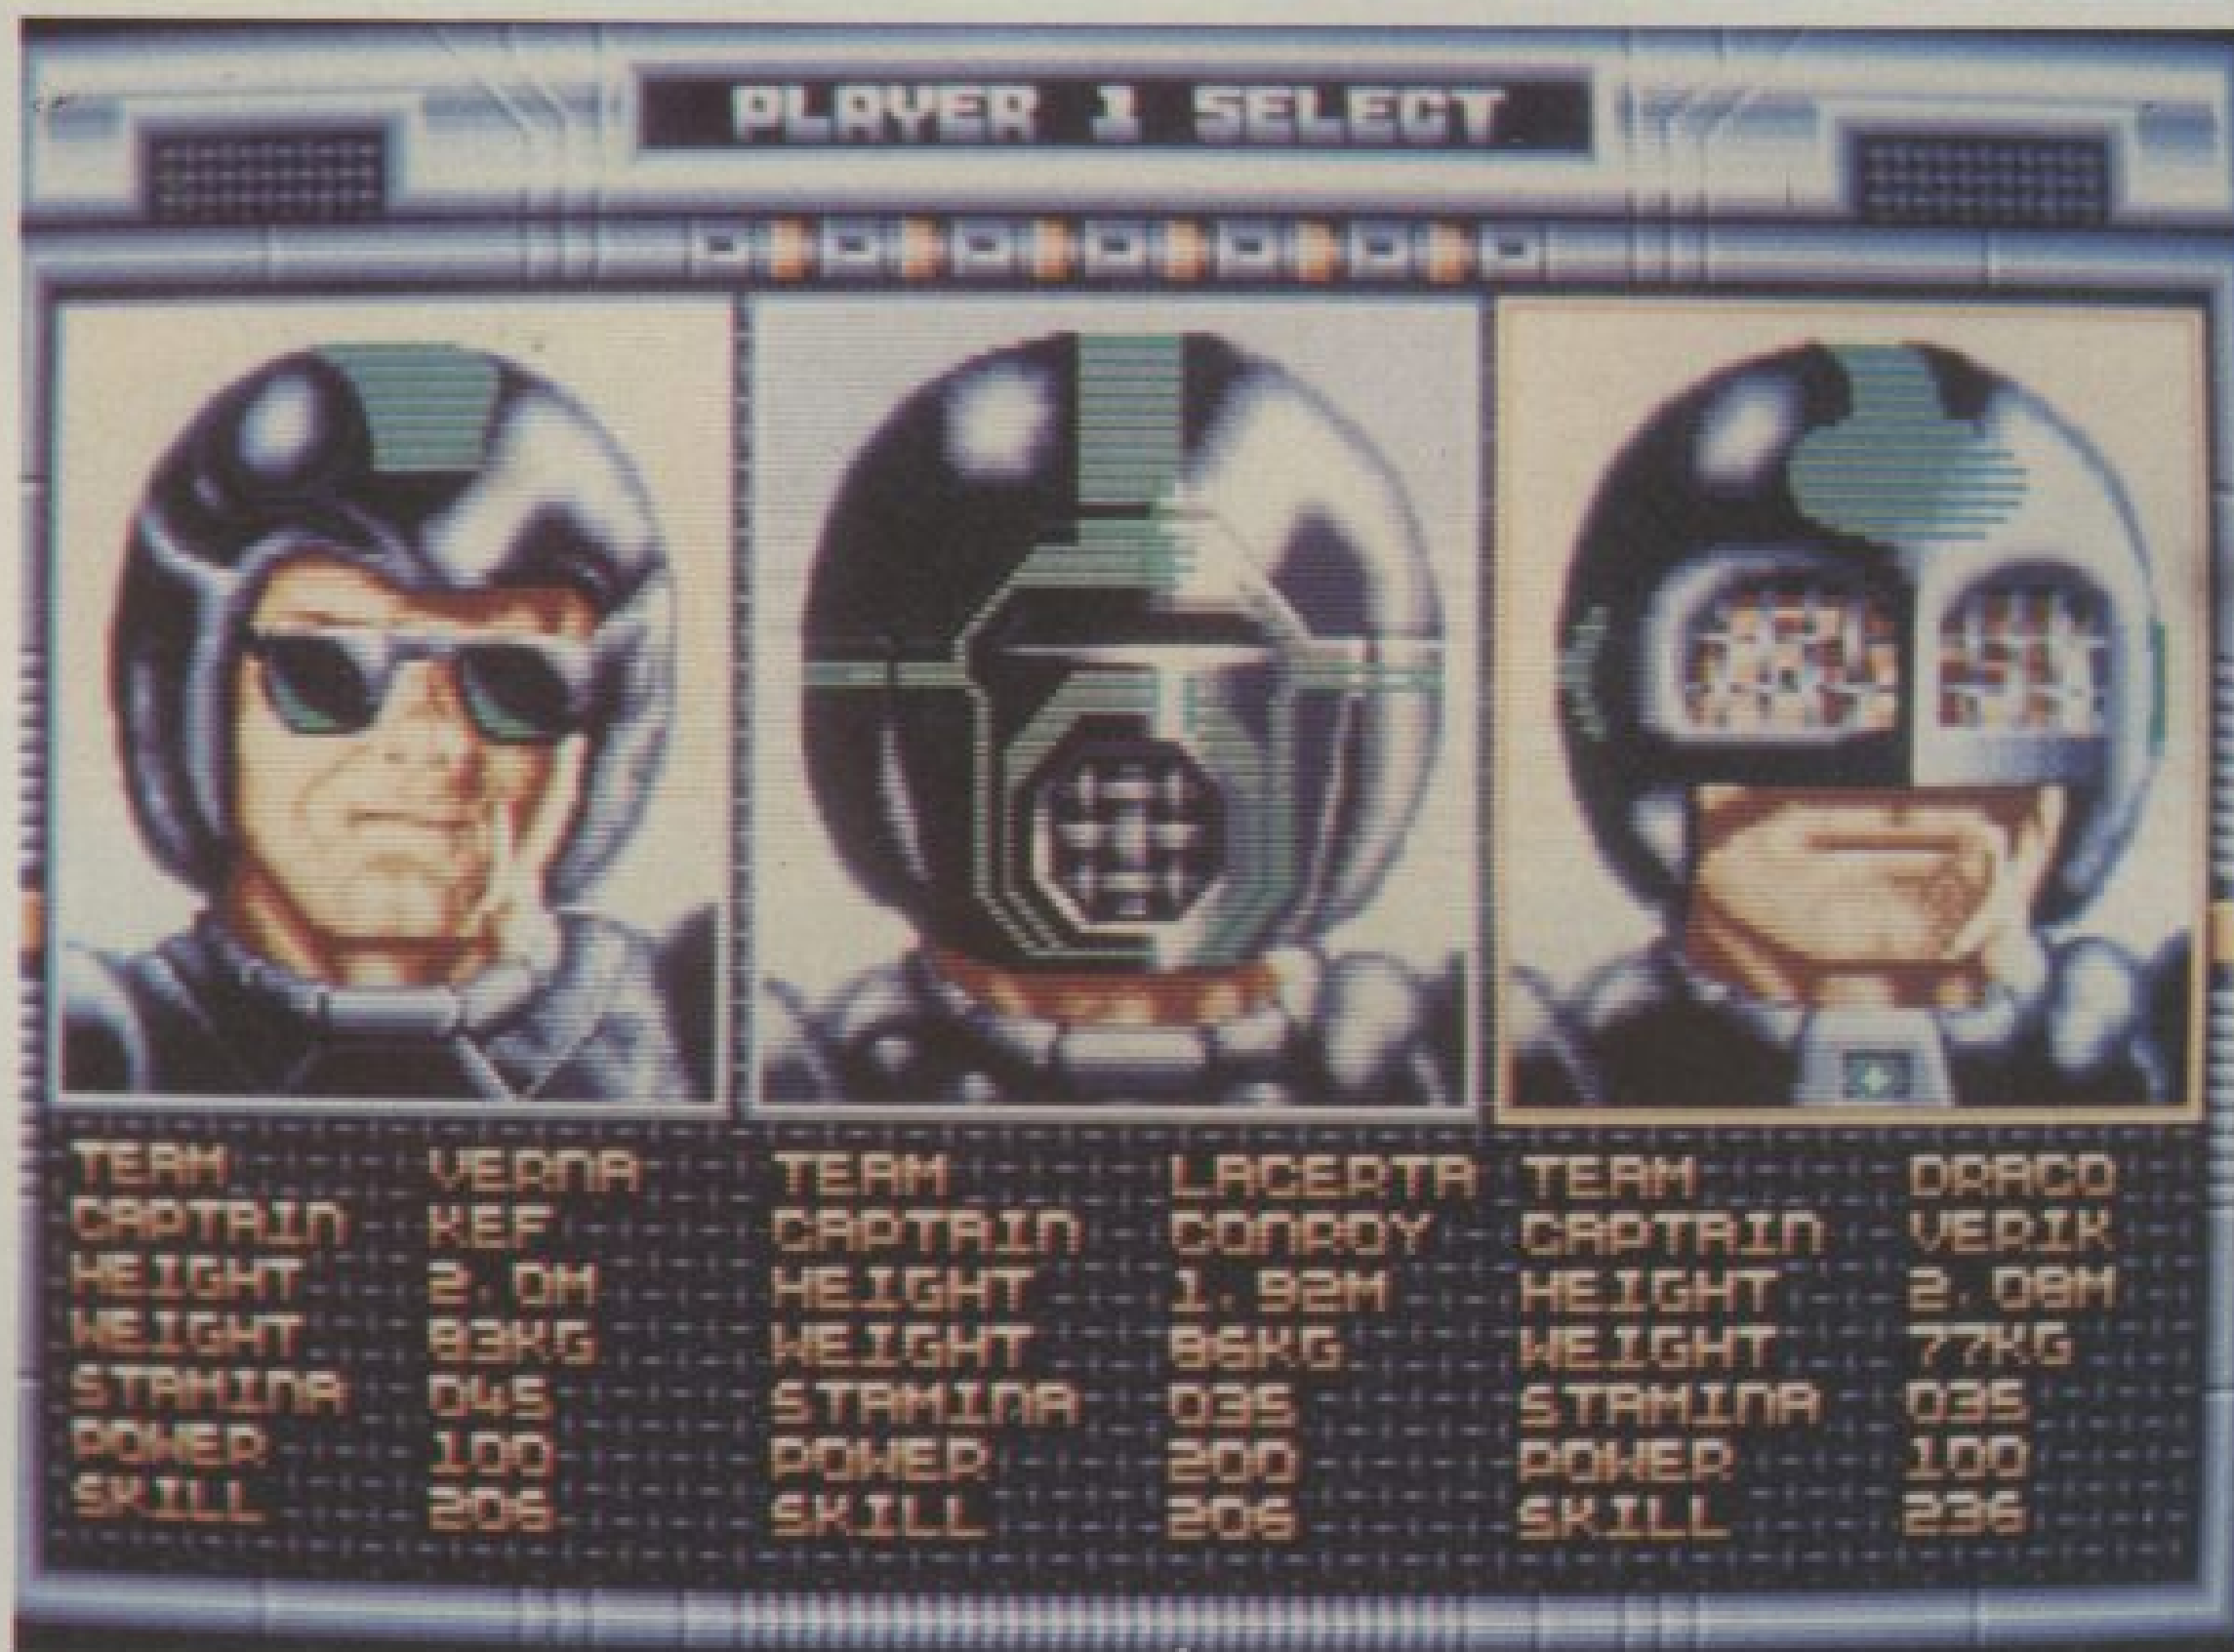 PLAYER 1 SELECT
TEAM VERNA
CAPTAIN KEF
HEIGHT 2.0M
WEIGHT 83KG
STAMINA 045
POWER 100
SKILL 206
TEAM LACERTA
CAPTAIN CONROY
HEIGHT 1.92M
WEIGHT 86KG
STAMINA 035
POWER 200
SKILL 206
TEAM DRACO
CAPTAIN VERIK
HEIGHT 2.08M
WEIGHT 77KG
STAMINA 035
POWER 100
SKILL 236